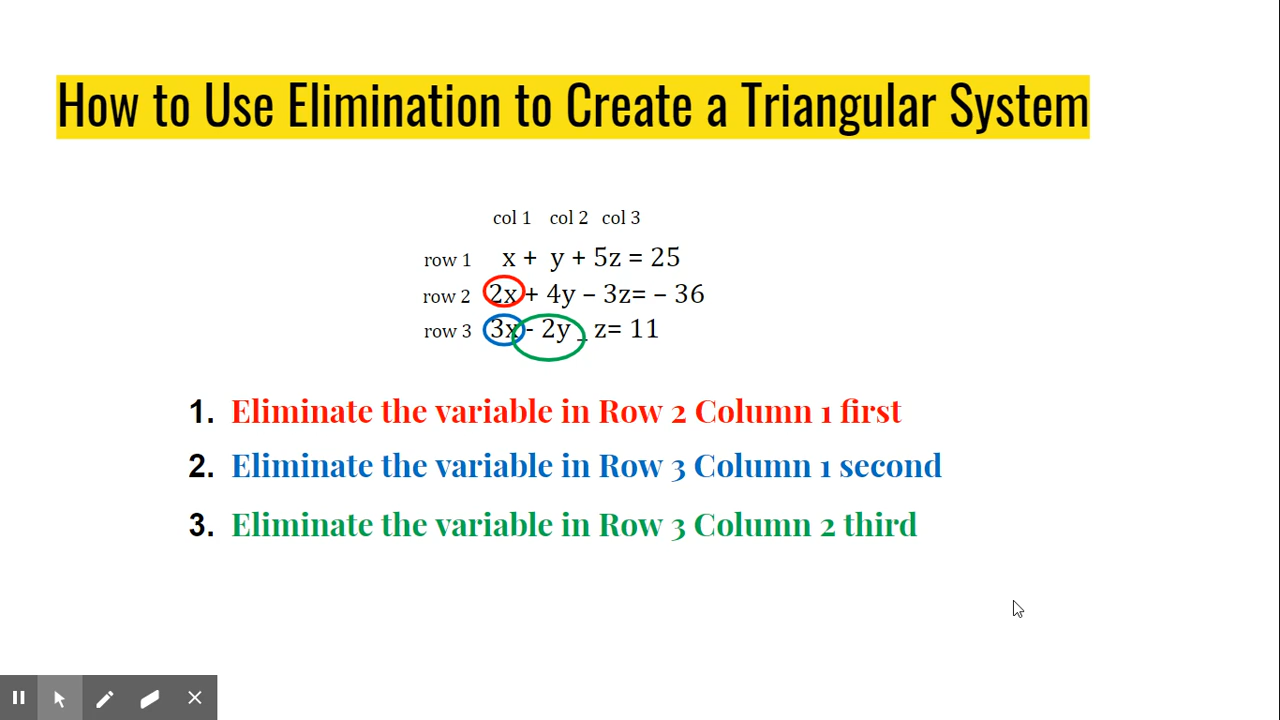 How to Use Elimination to Create a Triangular System
col 1 col 2 col 3
row 1 x + y + 5z = 25
row 2 2x + 4y – 3z= – 36
row 3 3x - 2y _ z= 11
1. Eliminate the variable in Row 2 Column 1 first
2. Eliminate the variable in Row 3 Column 1 second
3. Eliminate the variable in Row 3 Column 2 third